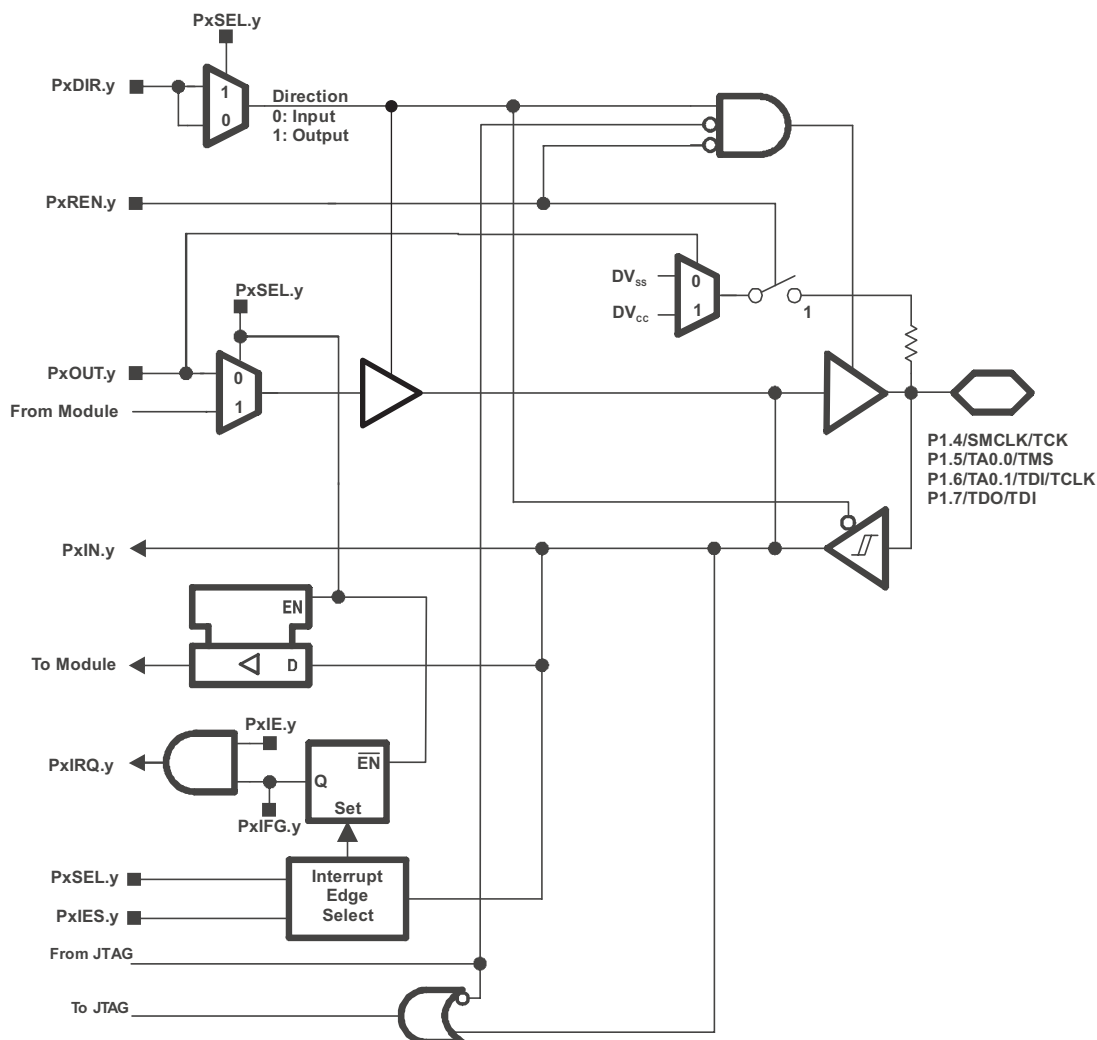 PxSEL.y
PxDIR.y
1
0
Direction
0: Input
1: Output
PxREN.y
DVss
DVcc
0
1
1
PxSEL.y
PxOUT.y
From Module
0
1
P1.4/SMCLK/TCK
P1.5/TA0.0/TMS
P1.6/TA0.1/TDI/TCLK
P1.7/TDO/TDI
PxIN.y
EN
To Module
D
PxIE.y
PxIRQ.y
Q
EN
Set
PxIFG.y
PxSEL.y
PxIES.y
Interrupt
Edge
Select
From JTAG
To JTAG